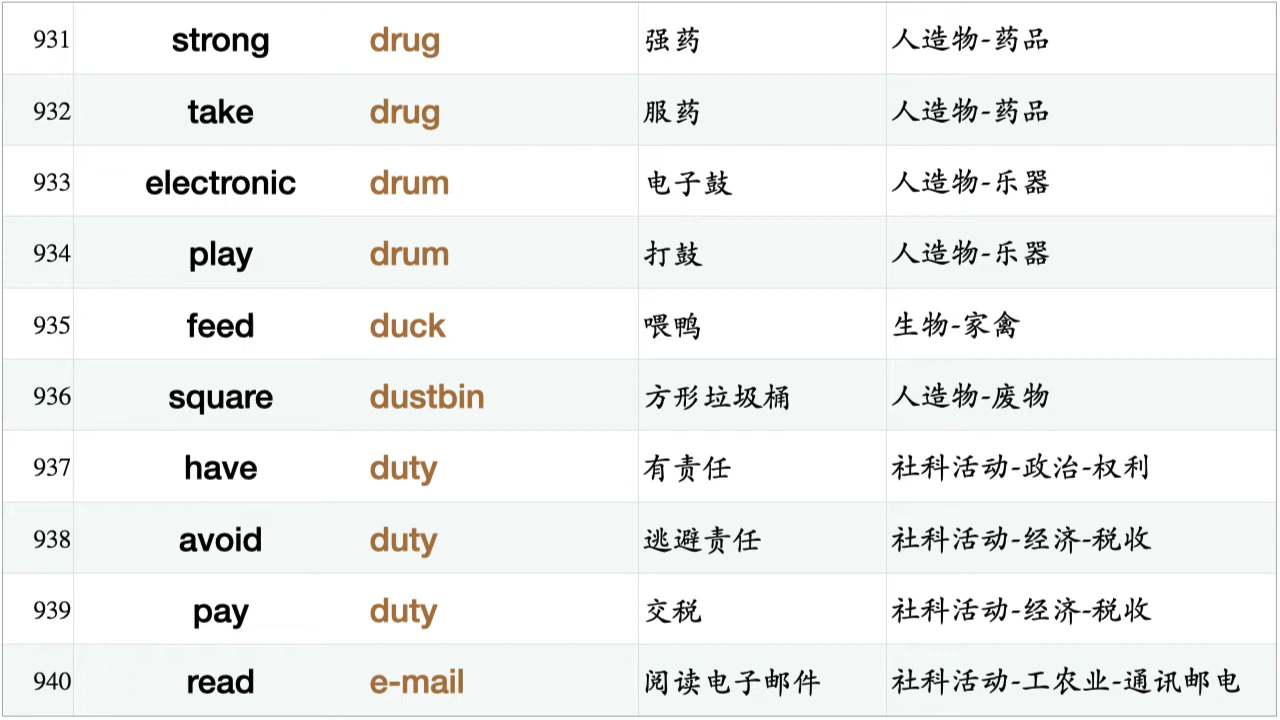 931 strong drug 强药 人造物-药品
932 take drug 服药 人造物-药品
933 electronic drum 电子鼓 人造物-乐器
934 play drum 打鼓 人造物-乐器
935 feed duck 喂鸭 生物-家禽
936 square dustbin 方形垃圾桶 人造物-废物
937 have duty 有责任 社科活动-政治-权利
938 avoid duty 逃避责任 社科活动-经济-税收
939 pay duty 交税 社科活动-经济-税收
940 read e-mail 阅读电子邮件 社科活动-工农业-通讯邮电